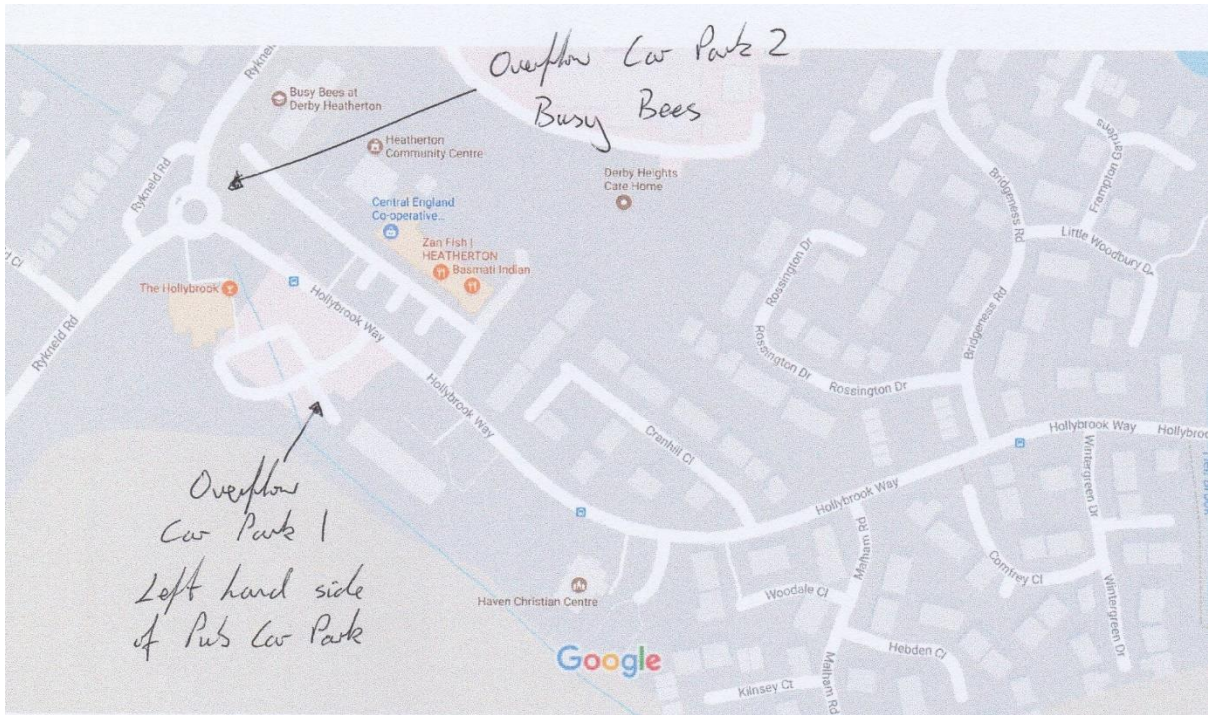 Overflow Car Park 2
Busy Bees
Rykneld
Busy Bees at
Derby Heatherton
Heatherton
Community Centre
Derby Heights
Care Home
Central England
Co-operative...
Zan Fish |
HEATHERTON
Basmati Indian
Rykneld Rd
The Hollybrook
Rykneld Rd
Hollybrook Way
Hollybrook Way
Rossington Dr
Rossington Dr
Rossington Dr
Bridgeness Rd
Bridgeness Rd
Frampton Gardens
Little Woodbury Dr
Cranhill Cl
Hollybrook Way
Hollybrook Way
Wintergreen Dr
Wintergreen Dr
Comfrey Cl
Malham Rd
Malham Rd
Woodale Cl
Hebden Cl
Kilnsey Ct
Haven Christian Centre
Overflow
Car Park 1
Left hand side
of Pub Car Park
Google